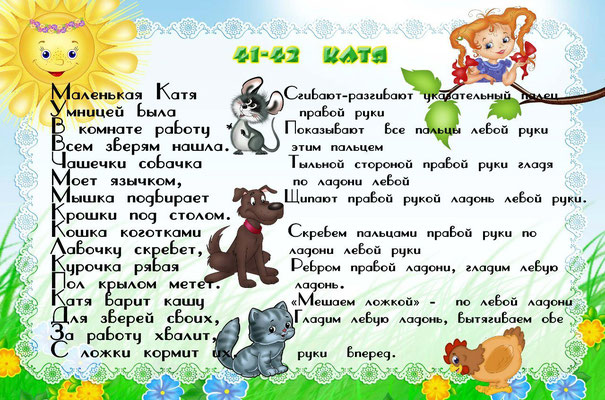 41-42 КАТЯ
Маленькая Катя
Умницей была
В комнате работу
Всем зверям нашла.
Чашечки собачка
Моет язычком,
Мышка подбирает
Крошки под столом.
Кошка коготками
Лавочку скребет,
Курочка рябая
Пол крылом метет.
Катя варит кашу
Для зверей своих,
За работу хвалит,
С ложки кормит их.
Сгибают-разгивают указательный палец
правой руки
Показывают все пальцы левой руки
этим пальцем
Тыльной стороной правой руки гладя
по ладони левой
Щипают правой рукой ладонь левой руки.
Скребем пальцами правой руки по
ладони левой руки
Ребром правой ладони, гладим левую
ладонь.
«Мешаем ложкой» - по левой ладони
Гладим левую ладонь, вытягиваем обе
руки вперед.